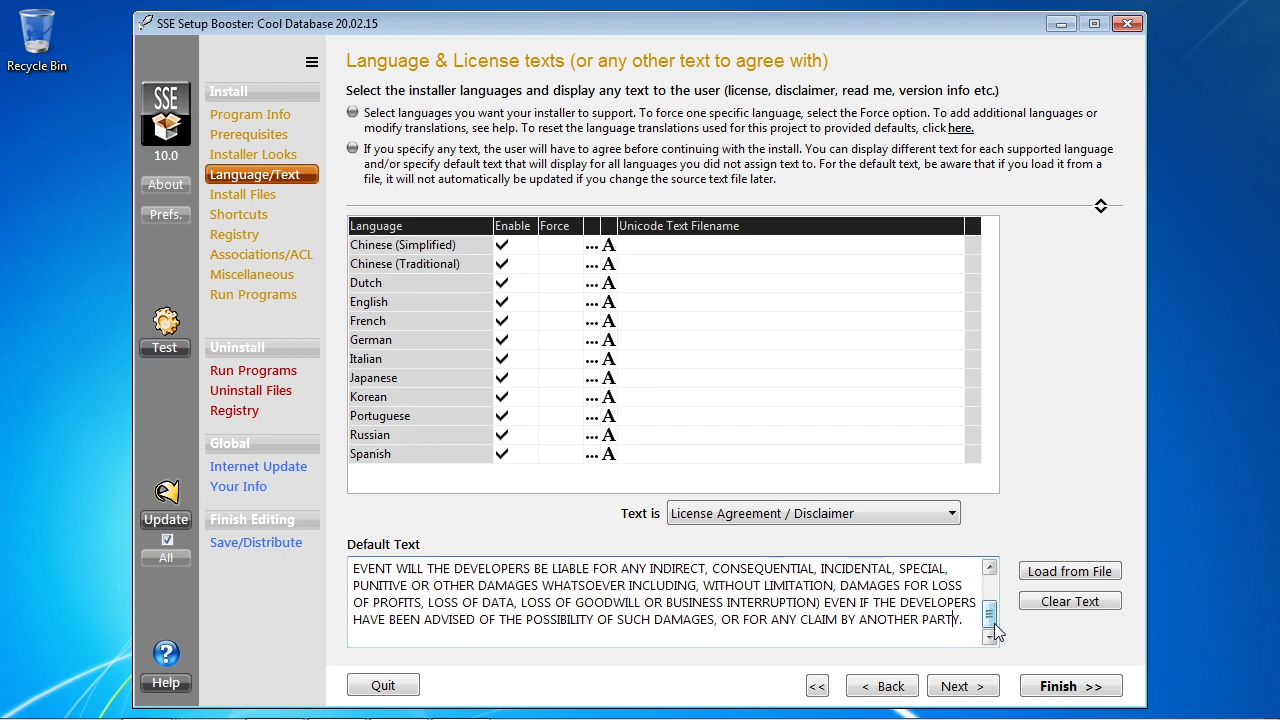 SSE Setup Booster: Cool Database 20.02.15
Recycle Bin
SSE
10.0
About
Prefs.
Test
Update
All
Help
Install
Program Info
Prerequisites
Installer Looks
Language/Text
Install Files
Shortcuts
Registry
Associations/ACL
Miscellaneous
Run Programs
Uninstall
Run Programs
Uninstall Files
Registry
Global
Internet Update
Your Info
Finish Editing
Save/Distribute
Language & License texts (or any other text to agree with)
Select the installer languages and display any text to the user (license, disclaimer, read me, version info etc.)
Select languages you want your installer to support. To force one specific language, select the Force option. To add additional languages or
modify translations, see help. To reset the language translations used for this project to provided defaults, click here.
If you specify any text, the user will have to agree before continuing with the install. You can display different text for each supported language
and/or specify default text that will display for all languages you did not assign text to. For the default text, be aware that if you load it from a
file, it will not automatically be updated if you change the source text file later.
Language Enable Force Unicode Text Filename
Chinese (Simplified) ... A
Chinese (Traditional) ... A
Dutch ... A
English ... A
French ... A
German ... A
Italian ... A
Japanese ... A
Korean ... A
Portuguese ... A
Russian ... A
Spanish ... A
Text is License Agreement / Disclaimer
Default Text
EVENT WILL THE DEVELOPERS BE LIABLE FOR ANY INDIRECT, CONSEQUENTIAL, INCIDENTAL, SPECIAL,
PUNITIVE OR OTHER DAMAGES WHATSOEVER INCLUDING, WITHOUT LIMITATION, DAMAGES FOR LOSS
OF PROFITS, LOSS OF DATA, LOSS OF GOODWILL OR BUSINESS INTERRUPTION) EVEN IF THE DEVELOPERS
HAVE BEEN ADVISED OF THE POSSIBILITY OF SUCH DAMAGES, OR FOR ANY CLAIM BY ANOTHER PARTY.
Load from File
Clear Text
Quit << < Back Next > Finish >>